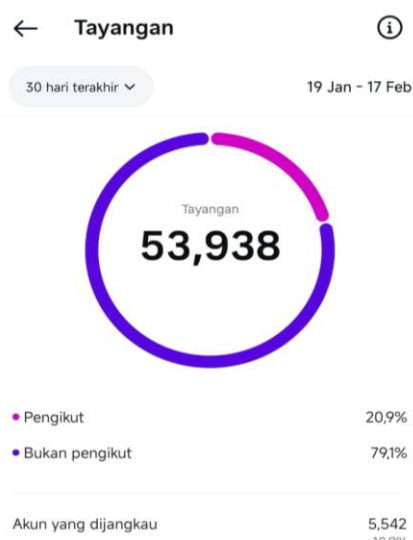 Tayangan
30 hari terakhir
19 Jan - 17 Feb
Tayangan
53,938
Pengikut 20,9%
Bukan pengikut 79,1%
Akun yang dijangkau 5,542